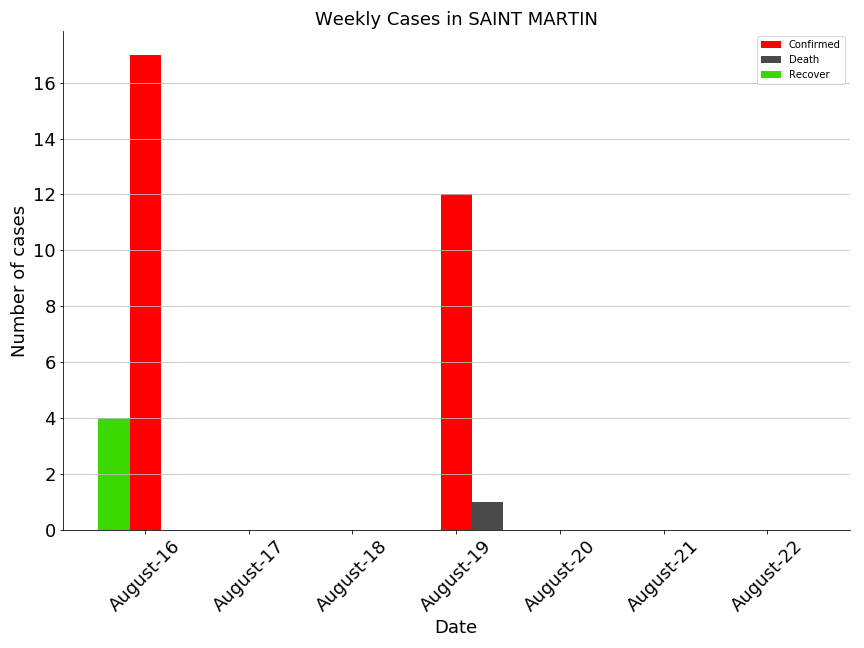 Weekly Cases in SAINT MARTIN
Confirmed
Death
Recover
Number of cases
16
14
12
10
8
6
4
2
0
August-16
August-17
August-18
August-19
August-20
August-21
August-22
Date